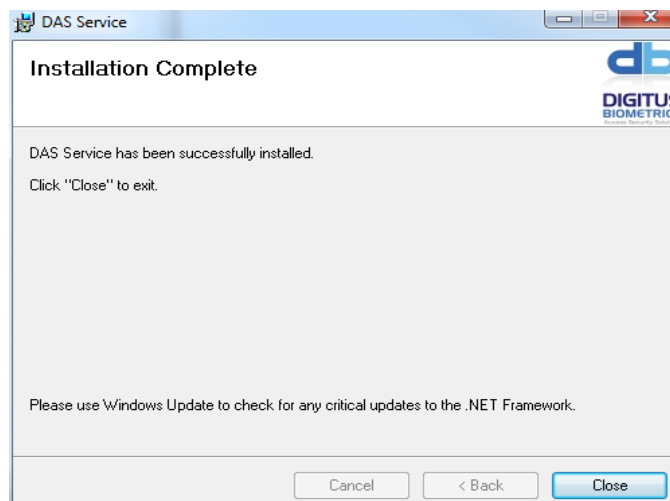 DAS Service
Installation Complete
db
DIGITUS
BIOMETRIC
DAS Service has been successfully installed.
Click "Close" to exit.
Please use Windows Update to check for any critical updates to the .NET Framework.
Cancel
< Back
Close